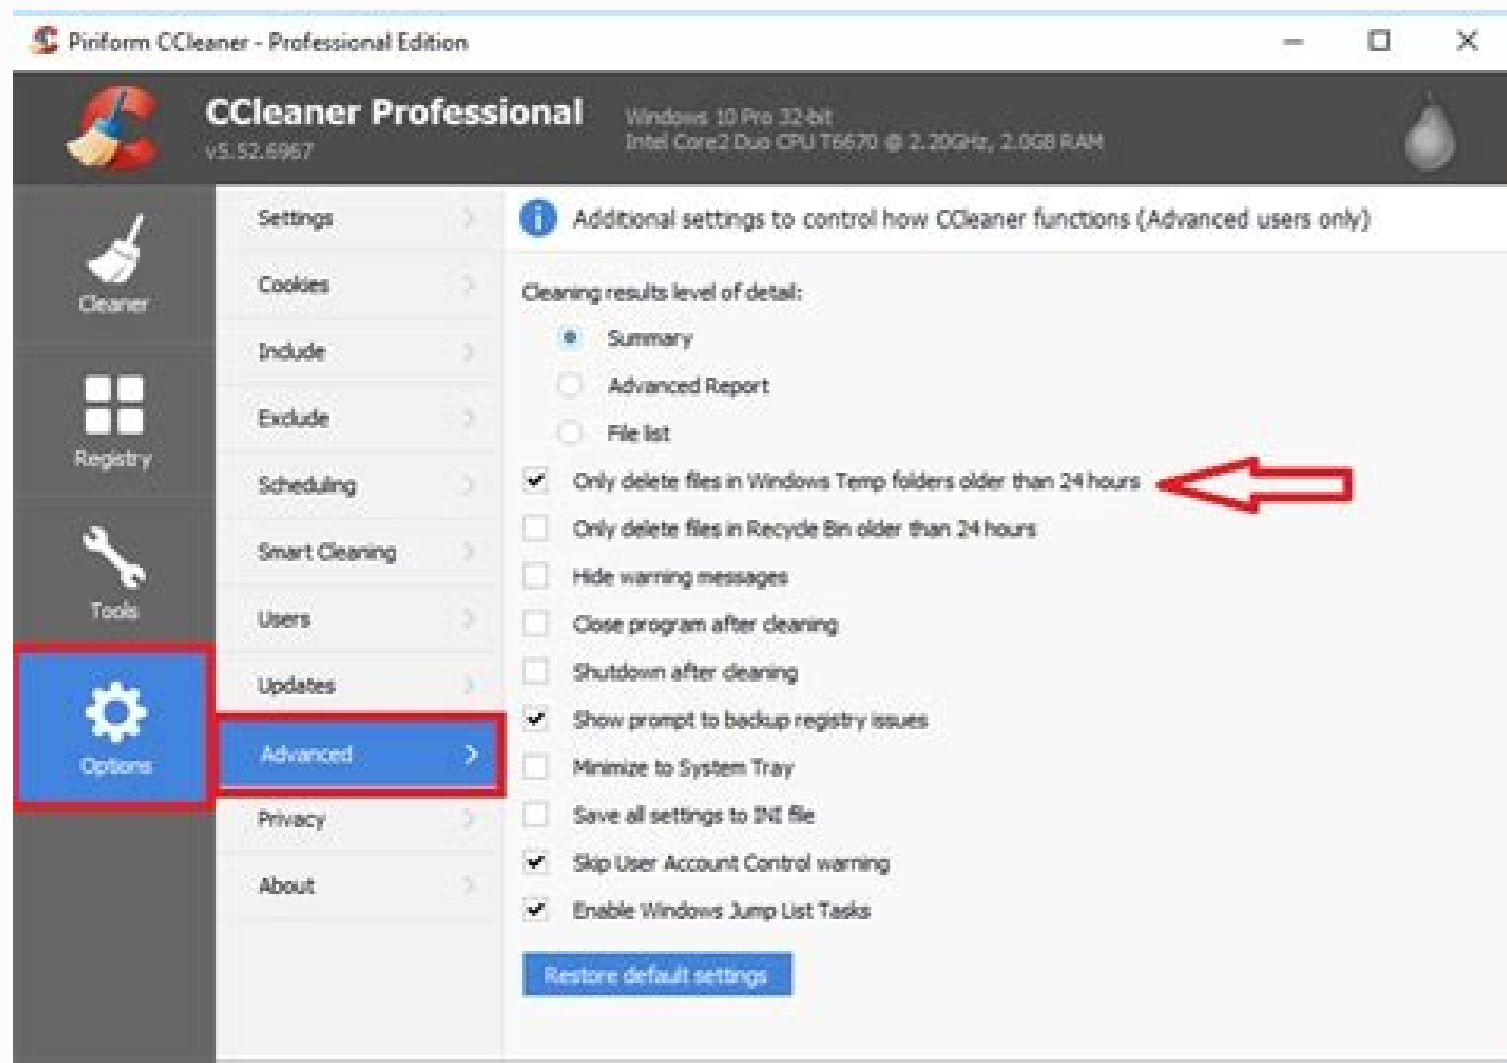 Piriform CCleaner - Professional Edition
CCleaner Professional
v5.52.6967
Windows 10 Pro 32-bit
Intel Core2 Duo CPU T6670 @ 2.20GHz, 2.0GB RAM
Cleaner
Registry
Tools
Options
Settings
Cookies
Include
Exclude
Scheduling
Smart Cleaning
Users
Updates
Advanced
Privacy
About
Additional settings to control how CCleaner functions (Advanced users only)
Cleaning results level of detail:
Summary
Advanced Report
File list
Only delete files in Windows Temp folders older than 24 hours
Only delete files in Recycle Bin older than 24 hours
Hide warning messages
Close program after cleaning
Shutdown after cleaning
Show prompt to backup registry issues
Minimize to System Tray
Save all settings to INI file
Skip User Account Control warning
Enable Windows Jump List Tasks
Restore default settings